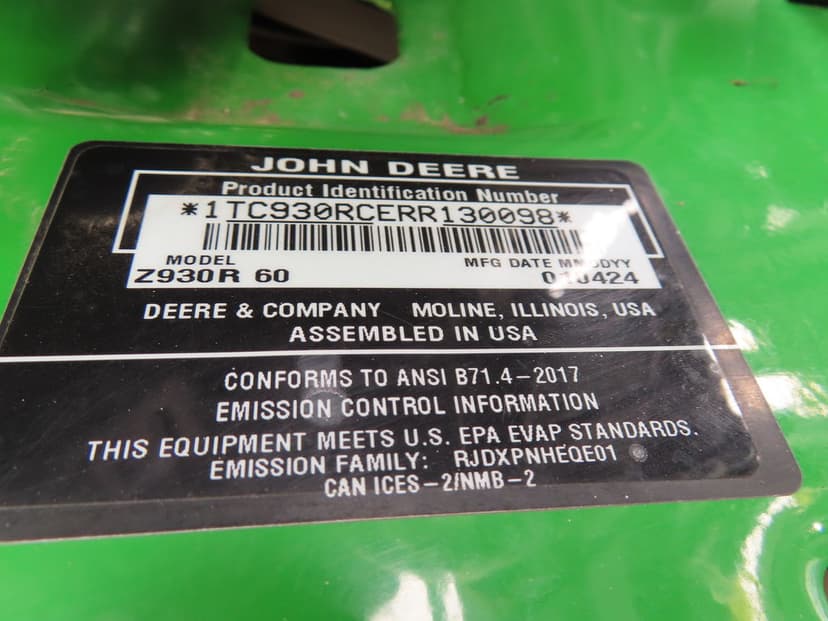 JOHN DEERE
Product Identification Number
*1TC930RCERR130098*
MODEL MFG DATE
Z930R 60
DEERE & COMPANY MOLINE, ILLINOIS, USA
ASSEMBLED IN USA
CONFORMS TO ANSI B71.4-2017
EMISSION CONTROL INFORMATION
THIS EQUIPMENT MEETS U.S. EPA EVAP STANDARDS.
EMISSION FAMILY: RJDXPNHEQE01
CAN ICES-2/NMB-2